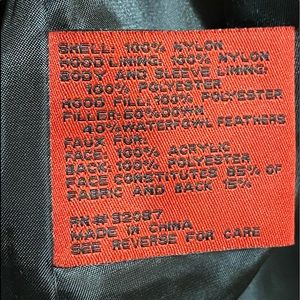 SHELL: 100% NYLON
HOOD LINING: 100% NYLON
BODY AND SLEEVE LINING:
100% POLYESTER
HOOD FILL: 100% POLYESTER
FILLER: 60% DOWN
40% WATERFOWL FEATHERS
FAUX FUR:
FACE: 100% ACRYLIC
BACK: 100% POLYESTER
FACE CONSTITUTES 85% OF
FABRIC AND BACK 15%
RN# 32087
MADE IN CHINA
SEE REVERSE FOR CARE